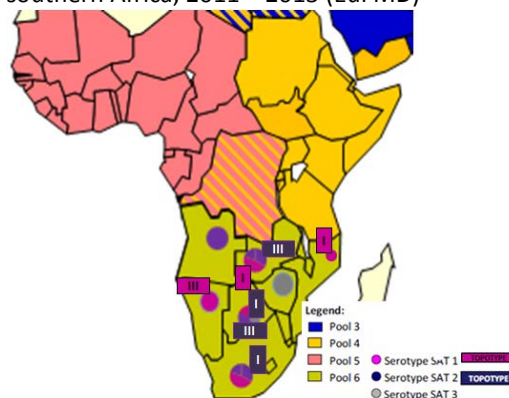 southern Africa, 2011 – 2013 (EuFMD)
III
I
I
III
I
III
I
Legend:
Pool 3
Pool 4
Pool 5
Pool 6
Serotype SAT 1 TOPOTYPE
Serotype SAT 2 TOPOTYPE
Serotype SAT 3